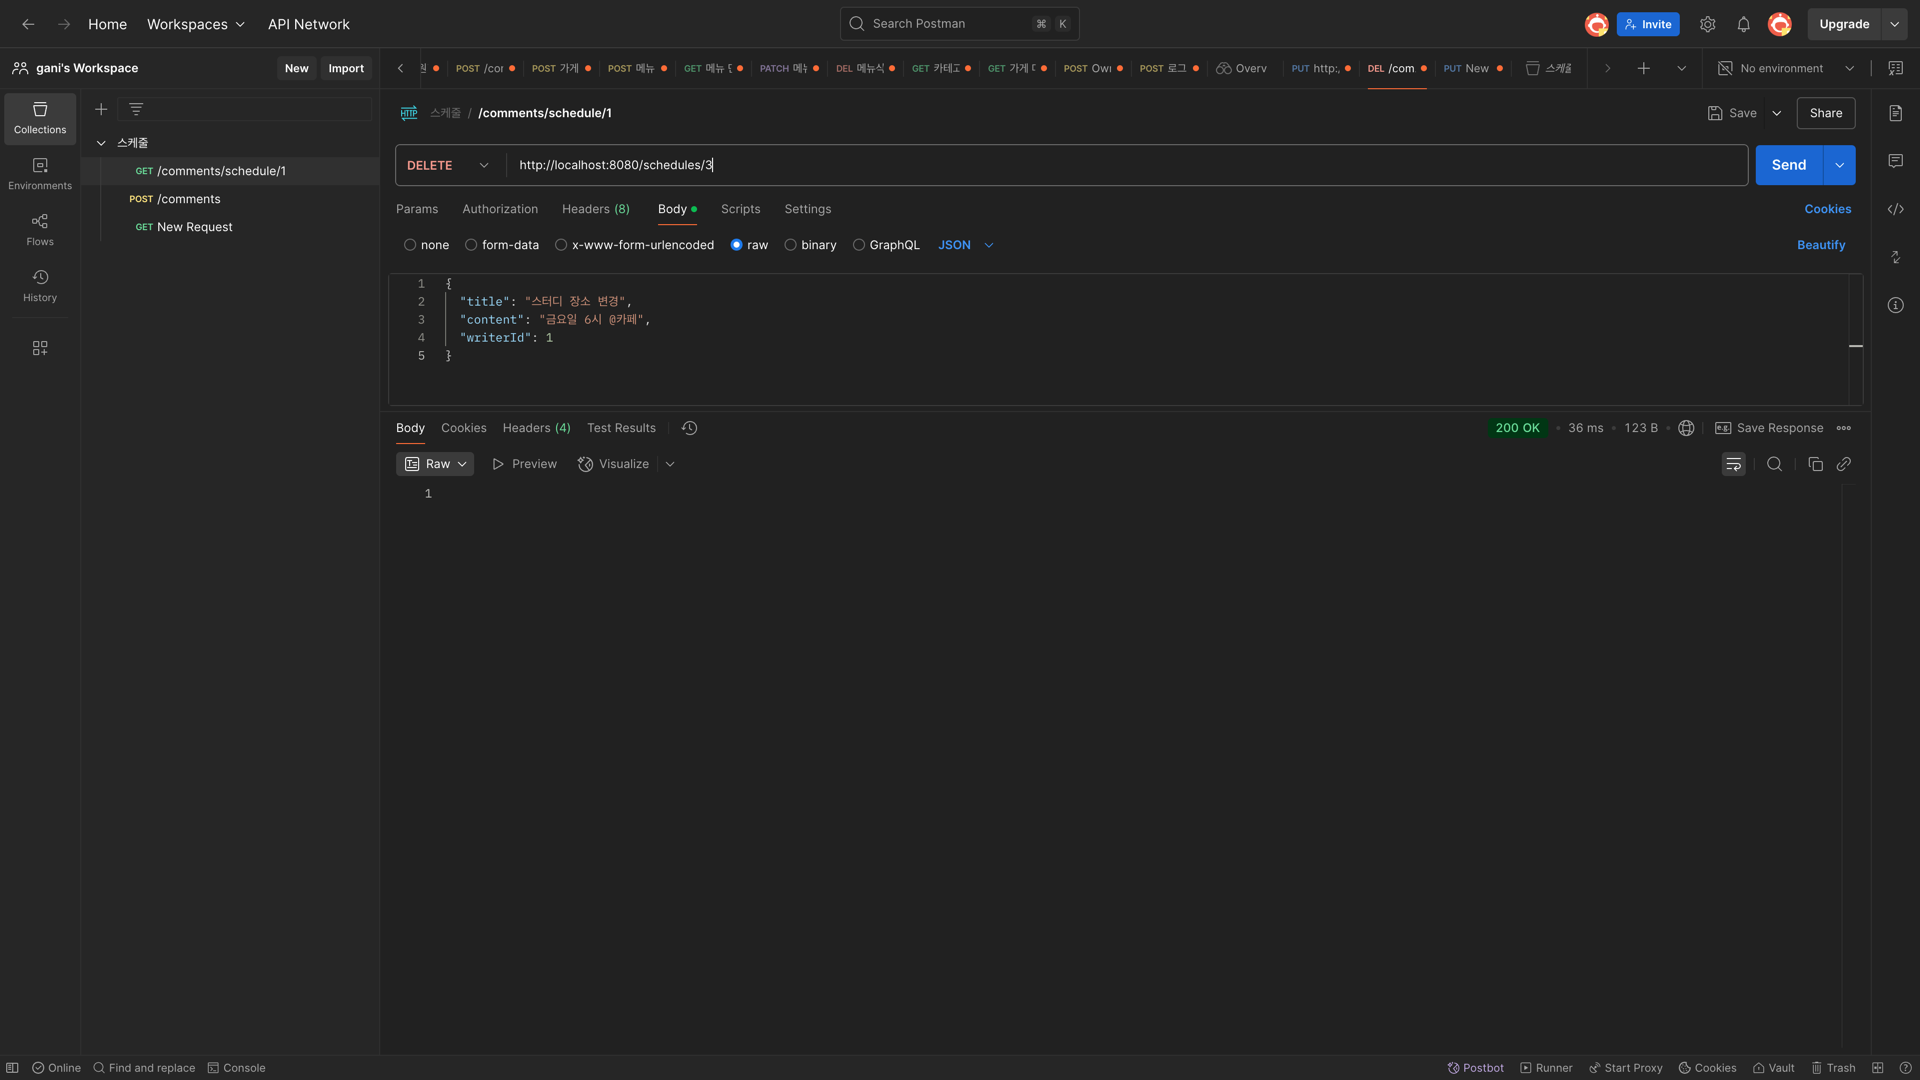 Home Workspaces API Network Search Postman ⌘ K Invite Upgrade
gani's Workspace New Import
원 POST /cor POST 가게 POST 메뉴 GET 메뉴 PATCH DEL 메뉴 GET 카테고 GET 가게 POST Own POST 로그 Overv PUT http:, DEL /com PUT New 스케줄 No environment
Collections
Environments
Flows
History
스케줄
GET /comments/schedule/1
POST /comments
GET New Request
HTTP 스케줄 / /comments/schedule/1 Save Share
DELETE http://localhost:8080/schedules/3 Send
Params Authorization Headers (8) Body Scripts Settings Cookies
none form-data x-www-form-urlencoded raw binary GraphQL JSON Beautify
1 {
2 "title": "스터디 장소 변경",
3 "content": "금요일 6시 @카페",
4 "writerId": 1
5 }
Body Cookies Headers (4) Test Results 200 OK • 36 ms • 123 B • e.g. Save Response
Raw Preview Visualize
1
Online Find and replace Console Postbot Runner Start Proxy Cookies Vault Trash